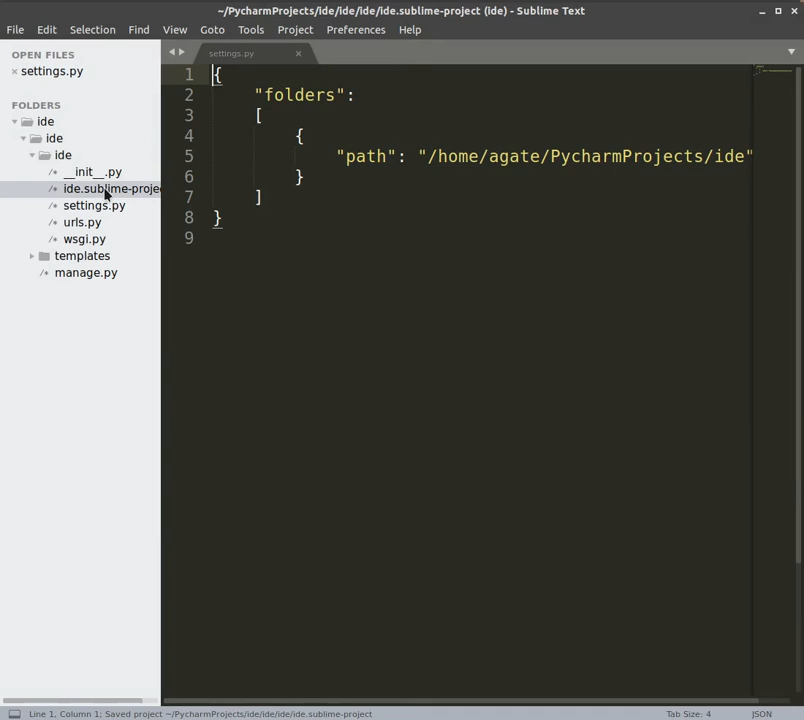 ~/PycharmProjects/ide/ide/ide/ide.sublime-project (ide) - Sublime Text
File Edit Selection Find View Goto Tools Project Preferences Help
OPEN FILES
settings.py
settings.py
FOLDERS
ide
ide
ide
__init__.py
ide.sublime-projec
settings.py
urls.py
wsgi.py
templates
manage.py
1 {
2 "folders":
3 [
4 {
5 "path": "/home/agate/PycharmProjects/ide"
6 }
7 ]
8 }
9
Line 1, Column 1; Saved project ~/PycharmProjects/ide/ide/ide/ide.sublime-project
Tab Size: 4
JSON